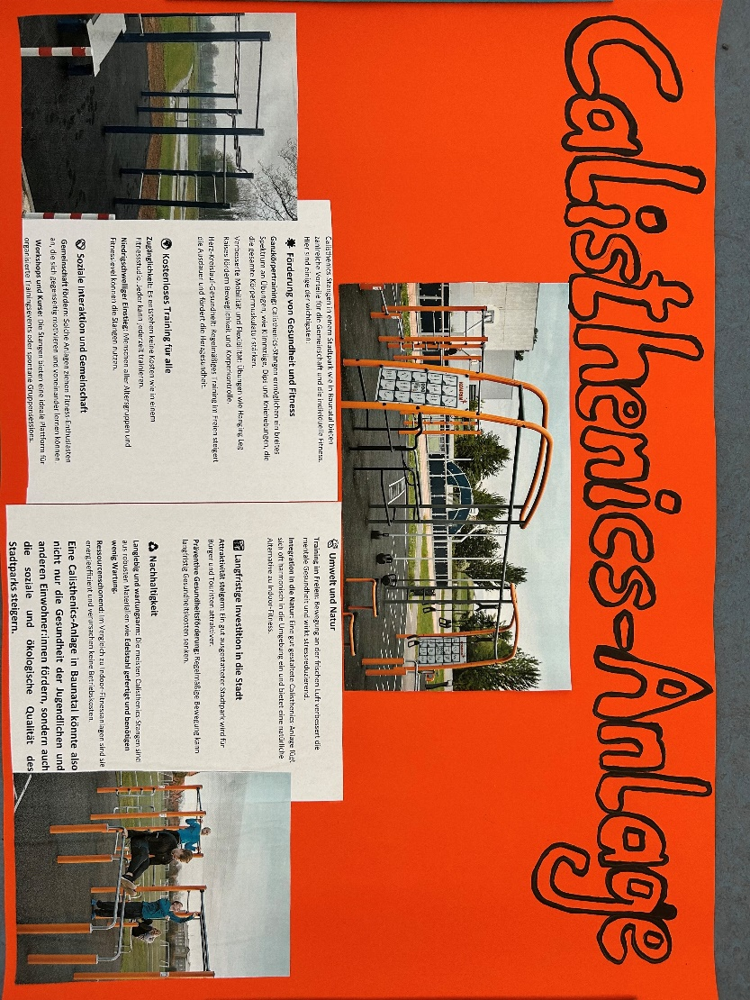 Calisthenics-Anlage
Calisthenics Stangen in einem Stadtpark wie in Baunatal bieten
zahlreiche Vorteile für die Gemeinschaft und die individuelle Fitness.
Hier sind einige der wichtigsten:
Förderung von Gesundheit und Fitness
Ganzkörpertraining: Calisthenics-Stangen ermöglichen ein breites
Spektrum an Übungen, wie Klimmzüge, Dips und Kniebeugen, die
die gesamte Körpermuskulatur stärken.
Verbesserte Mobilität und Flexibilität: Übungen wie Hanging Leg
Raises fördern Beweglichkeit und Körperkontrolle.
Herz-Kreislauf-Gesundheit: Regelmäßiges Training im Freien steigert
die Ausdauer und fördert die Herzgesundheit.
Kostenloses Training für alle
Zugänglichkeit: Es entstehen keine Kosten wie in einem
Fitnessstudio. Jeder kann jederzeit trainieren.
Niedrigschwelliger Einstieg: Menschen aller Altersgruppen und
Fitnesslevel können die Stangen nutzen.
Soziale Interaktion und Gemeinschaft
Gemeinschaft fördern: Solche Anlagen ziehen Fitness-Enthusiasten
an, die sich gegenseitig motivieren und voneinander lernen können
Workshops und Kurse: Die Stangen bieten eine ideale Plattform für
organisierte Trainingsevents oder spontane Gruppensessions.
Umwelt und Natur
Training im Freien: Bewegung an der frischen Luft verbessert die
mentale Gesundheit und wirkt stressreduzierend.
Integration in die Natur: Eine gut gestaltete Calisthenics Anlage fügt
sich oft harmonisch in die Umgebung ein und bietet eine natürliche
Alternative zu Indoor-Fitness.
Langfristige Investition in die Stadt
Attraktivität steigern: Ein gut ausgestatteter Stadtpark wird für
Bürger und Touristen attraktiver.
Präventive Gesundheitsförderung: Regelmäßige Bewegung kann
langfristig Gesundheitskosten senken.
Nachhaltigkeit
Langlebig und wartungsarm: Die meisten Calisthenics Stangen sind
aus robusten Materialien wie Edelstahl gefertigt und benötigen
wenig Wartung.
Ressourcenschonend: Im Vergleich zu Indoor-Fitnessanlagen sind sie
energieeffizient und verursachen keine Betriebskosten.
Eine Calisthenics-Anlage in Baunatal könnte also
nicht nur die Gesundheit der Jugendlichen und
anderen Einwohner:innen fördern, sondern auch
die soziale und ökologische Qualität des
Stadtparks steigern.